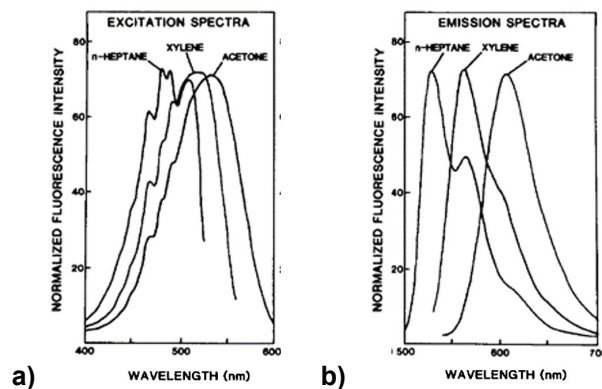 EXCITATION SPECTRA
XYLENE
n-HEPTANE
ACETONE
NORMALIZED FLUORESCENCE INTENSITY
80
60
40
20
400 500 600
WAVELENGTH (nm)
a)
EMISSION SPECTRA
n-HEPTANE XYLENE
ACETONE
NORMALIZED FLUORESCENCE INTENSITY
80
60
40
20
500 600 70
WAVELENGTH (nm)
b)